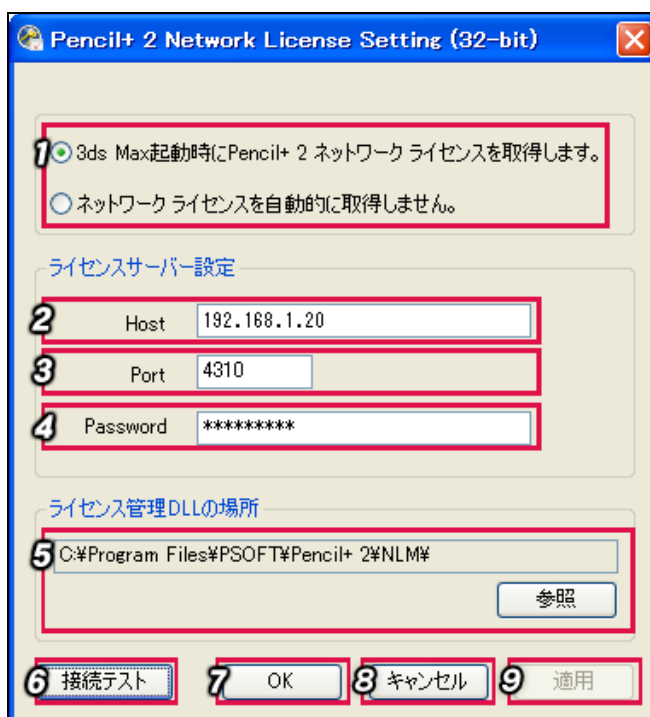 Pencil+ 2 Network License Setting (32-bit)
1 3ds Max起動時にPencil+ 2 ネットワーク ライセンスを取得します。
ネットワーク ライセンスを自動的に取得しません。
ライセンスサーバー設定
2 Host 192.168.1.20
3 Port 4310
4 Password *********
ライセンス管理DLLの場所
5 C:¥Program Files¥PSOFT¥Pencil+ 2¥NLM¥
参照
6 接続テスト 7 OK 8 キャンセル 9 適用